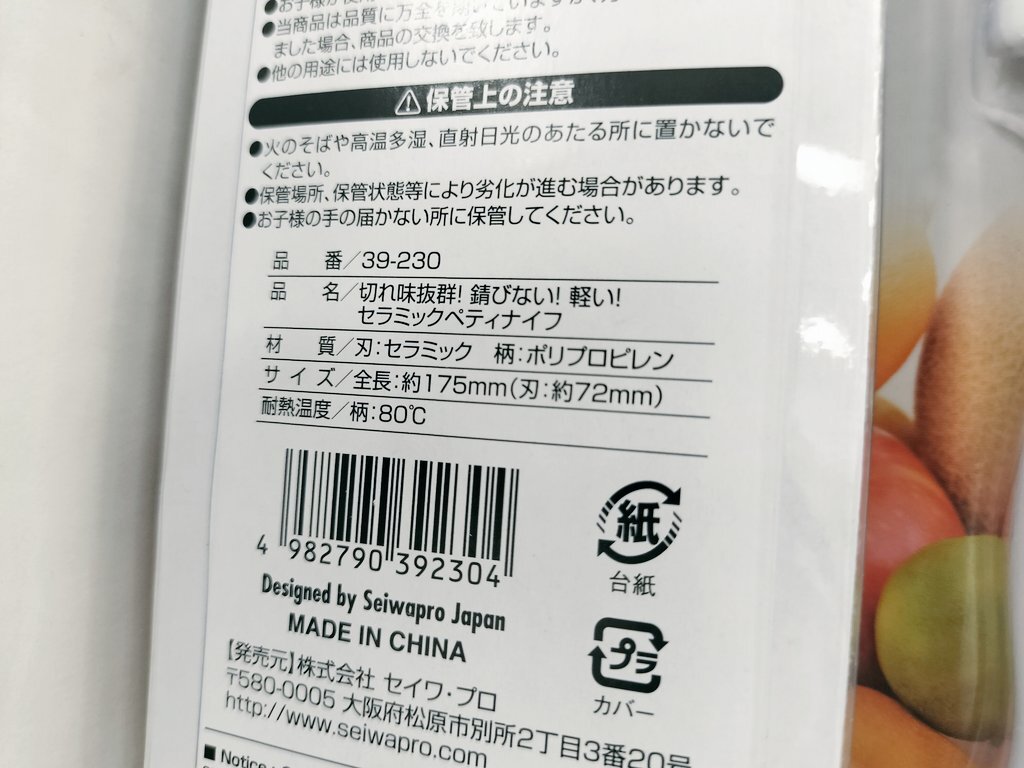 ●お子様が使用
●当商品は品質に万全を
ました場合、商品の交換を致します。
●他の用途には使用しないでください。
⚠保管上の注意
●火のそばや高温多湿、直射日光のあたる所に置かないで
ください。
●保管場所、保管状態等により劣化が進む場合があります。
●お子様の手の届かない所に保管してください。
品 番/39-230
品 名/切れ味抜群! 錆びない! 軽い!
セラミックペティナイフ
材 質/刃:セラミック 柄:ポリプロピレン
サ イ ズ/全長:約175mm(刃:約72mm)
耐熱温度/柄:80℃
4 982790 392304
Designed by Seiwapro Japan
MADE IN CHINA
紙
台紙
プラ
カバー
【発売元】株式会社 セイワ・プロ
〒580-0005 大阪府松原市別所2丁目3番20号
http://www.seiwapro.com
■ Notice :